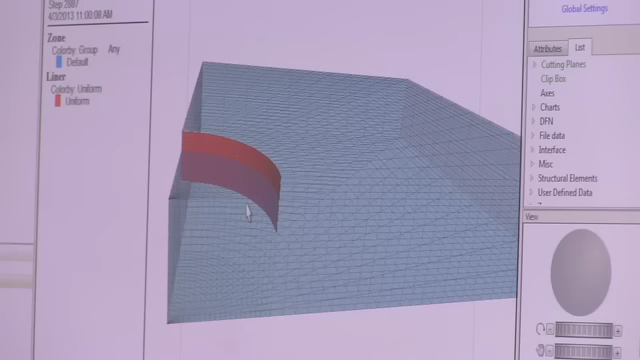 Step 2887
4/3/2013 11:00:08 AM
Zone
Colorby: Group Any
Default
Liner
Colorby: Uniform
Uniform
Global Settings
Attributes List
Cutting Planes
Clip Box
Axes
Charts
DFN
File data
Interface
Misc
Structural Elements
User Defined Data
View